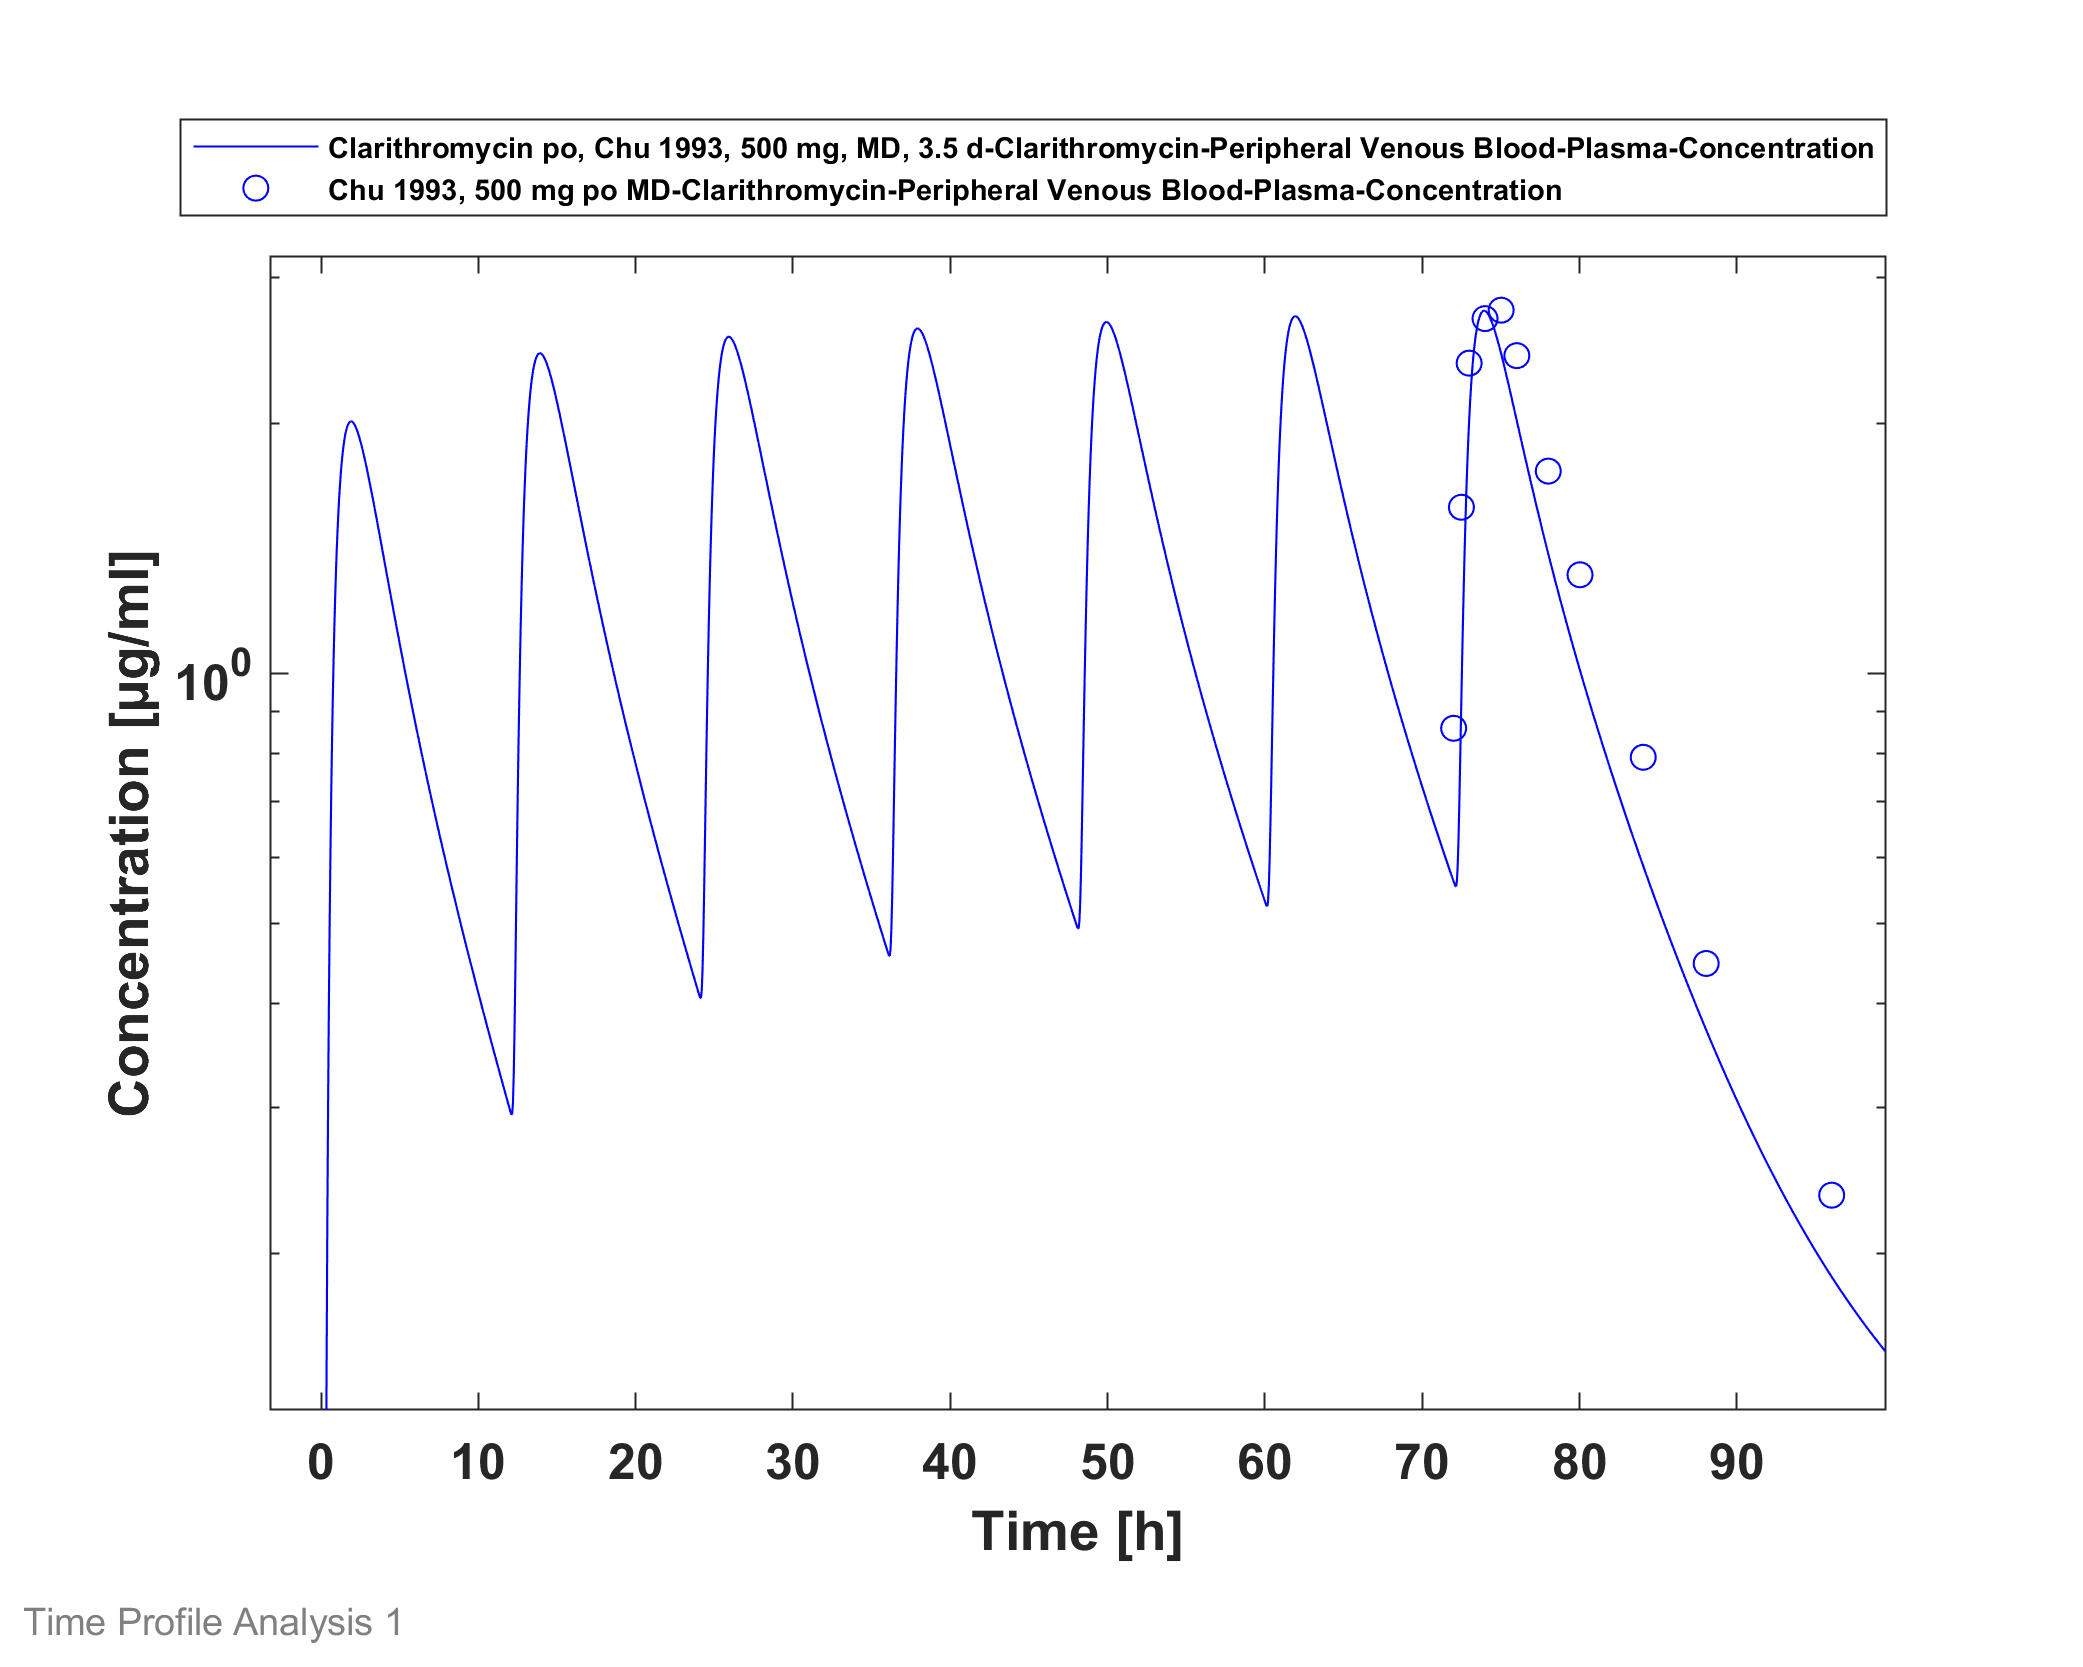 Clarithromycin po, Chu 1993, 500 mg, MD, 3.5 d-Clarithromycin-Peripheral Venous Blood-Plasma-Concentration
Chu 1993, 500 mg po MD-Clarithromycin-Peripheral Venous Blood-Plasma-Concentration
Concentration [µg/ml]
10⁰
0 10 20 30 40 50 60 70 80 90
Time [h]
Time Profile Analysis 1